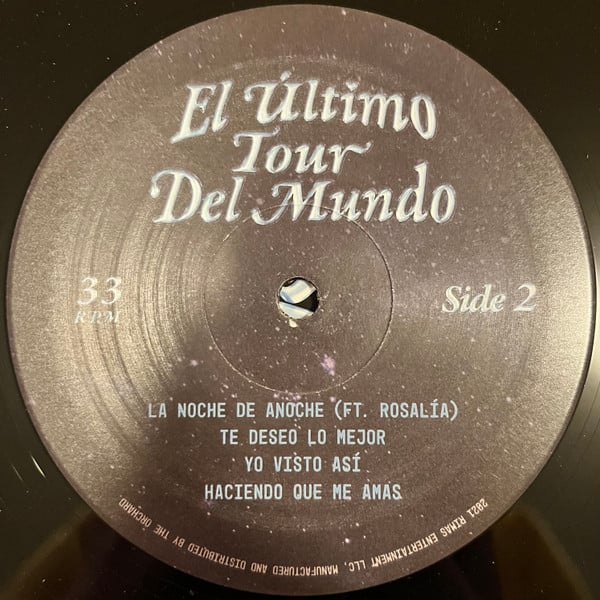 El Último
Tour
Del Mundo
33
RPM
Side 2
LA NOCHE DE ANOCHE (FT. ROSALÍA)
TE DESEO LO MEJOR
YO VISTO ASÍ
HACIENDO QUE ME AMAS
2021 RIMAS ENTERTAINMENT LLC, MANUFACTURED AND DISTRIBUTED BY THE ORCHARD.